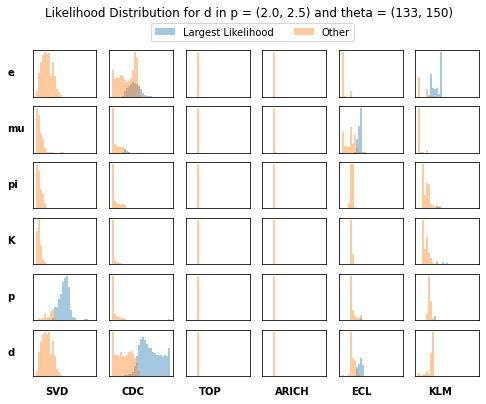 Likelihood Distribution for d in p = (2.0, 2.5) and theta = (133, 150)
Largest Likelihood Other
e
mu
pi
K
p
d
SVD CDC TOP ARICH ECL KLM